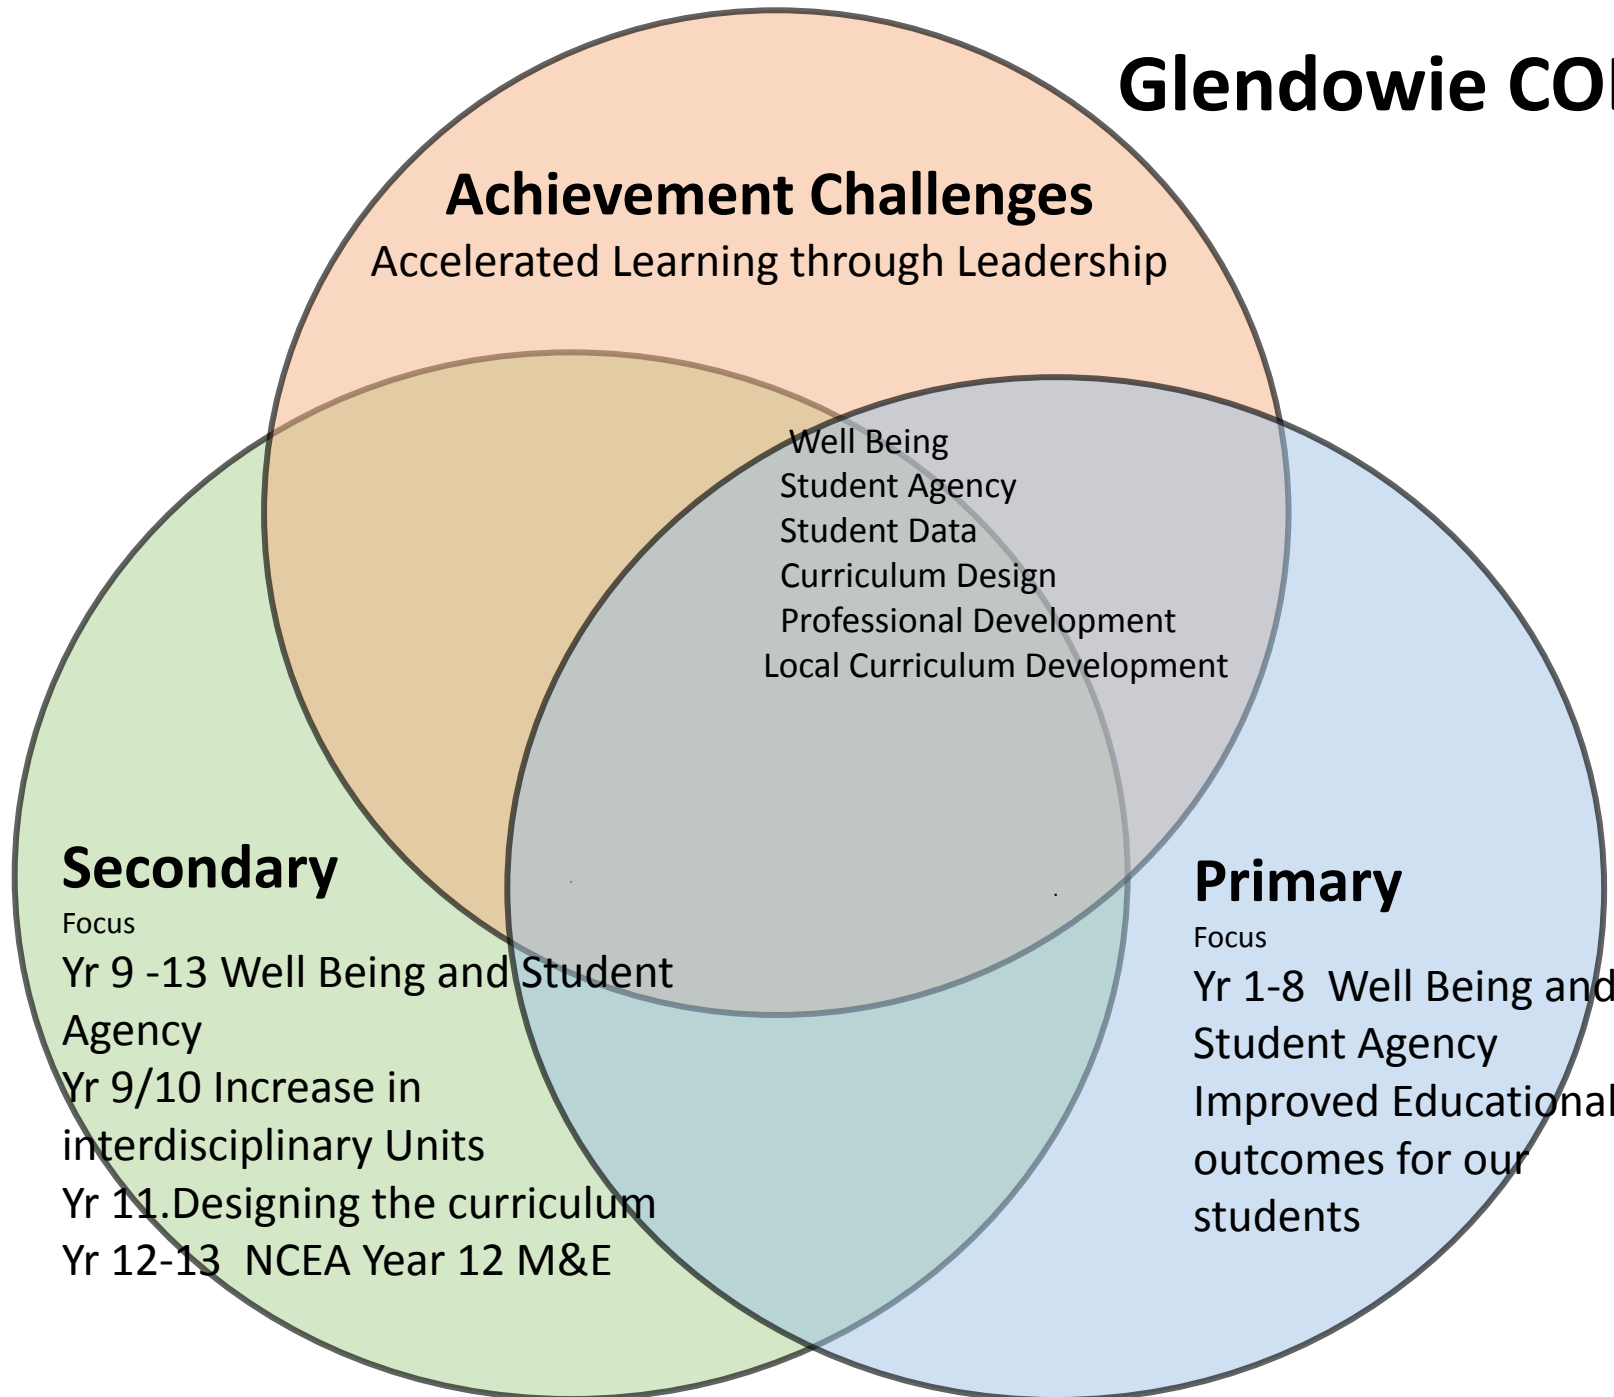 Glendowie
Achievement Challenges
Accelerated Learning through Leadership
Well Being
Student Agency
Student Data
Curriculum Design
Professional Development
Local Curriculum Development
Secondary
Focus
Yr 9 -13 Well Being and Student
Agency
Yr 9/10 Increase in
interdisciplinary Units
Yr 11.Designing the curriculum
Yr 12-13 NCEA Year 12 M&E
Primary
Focus
Yr 1-8 Well Being and
Student Agency
Improved Educational
outcomes for our
students